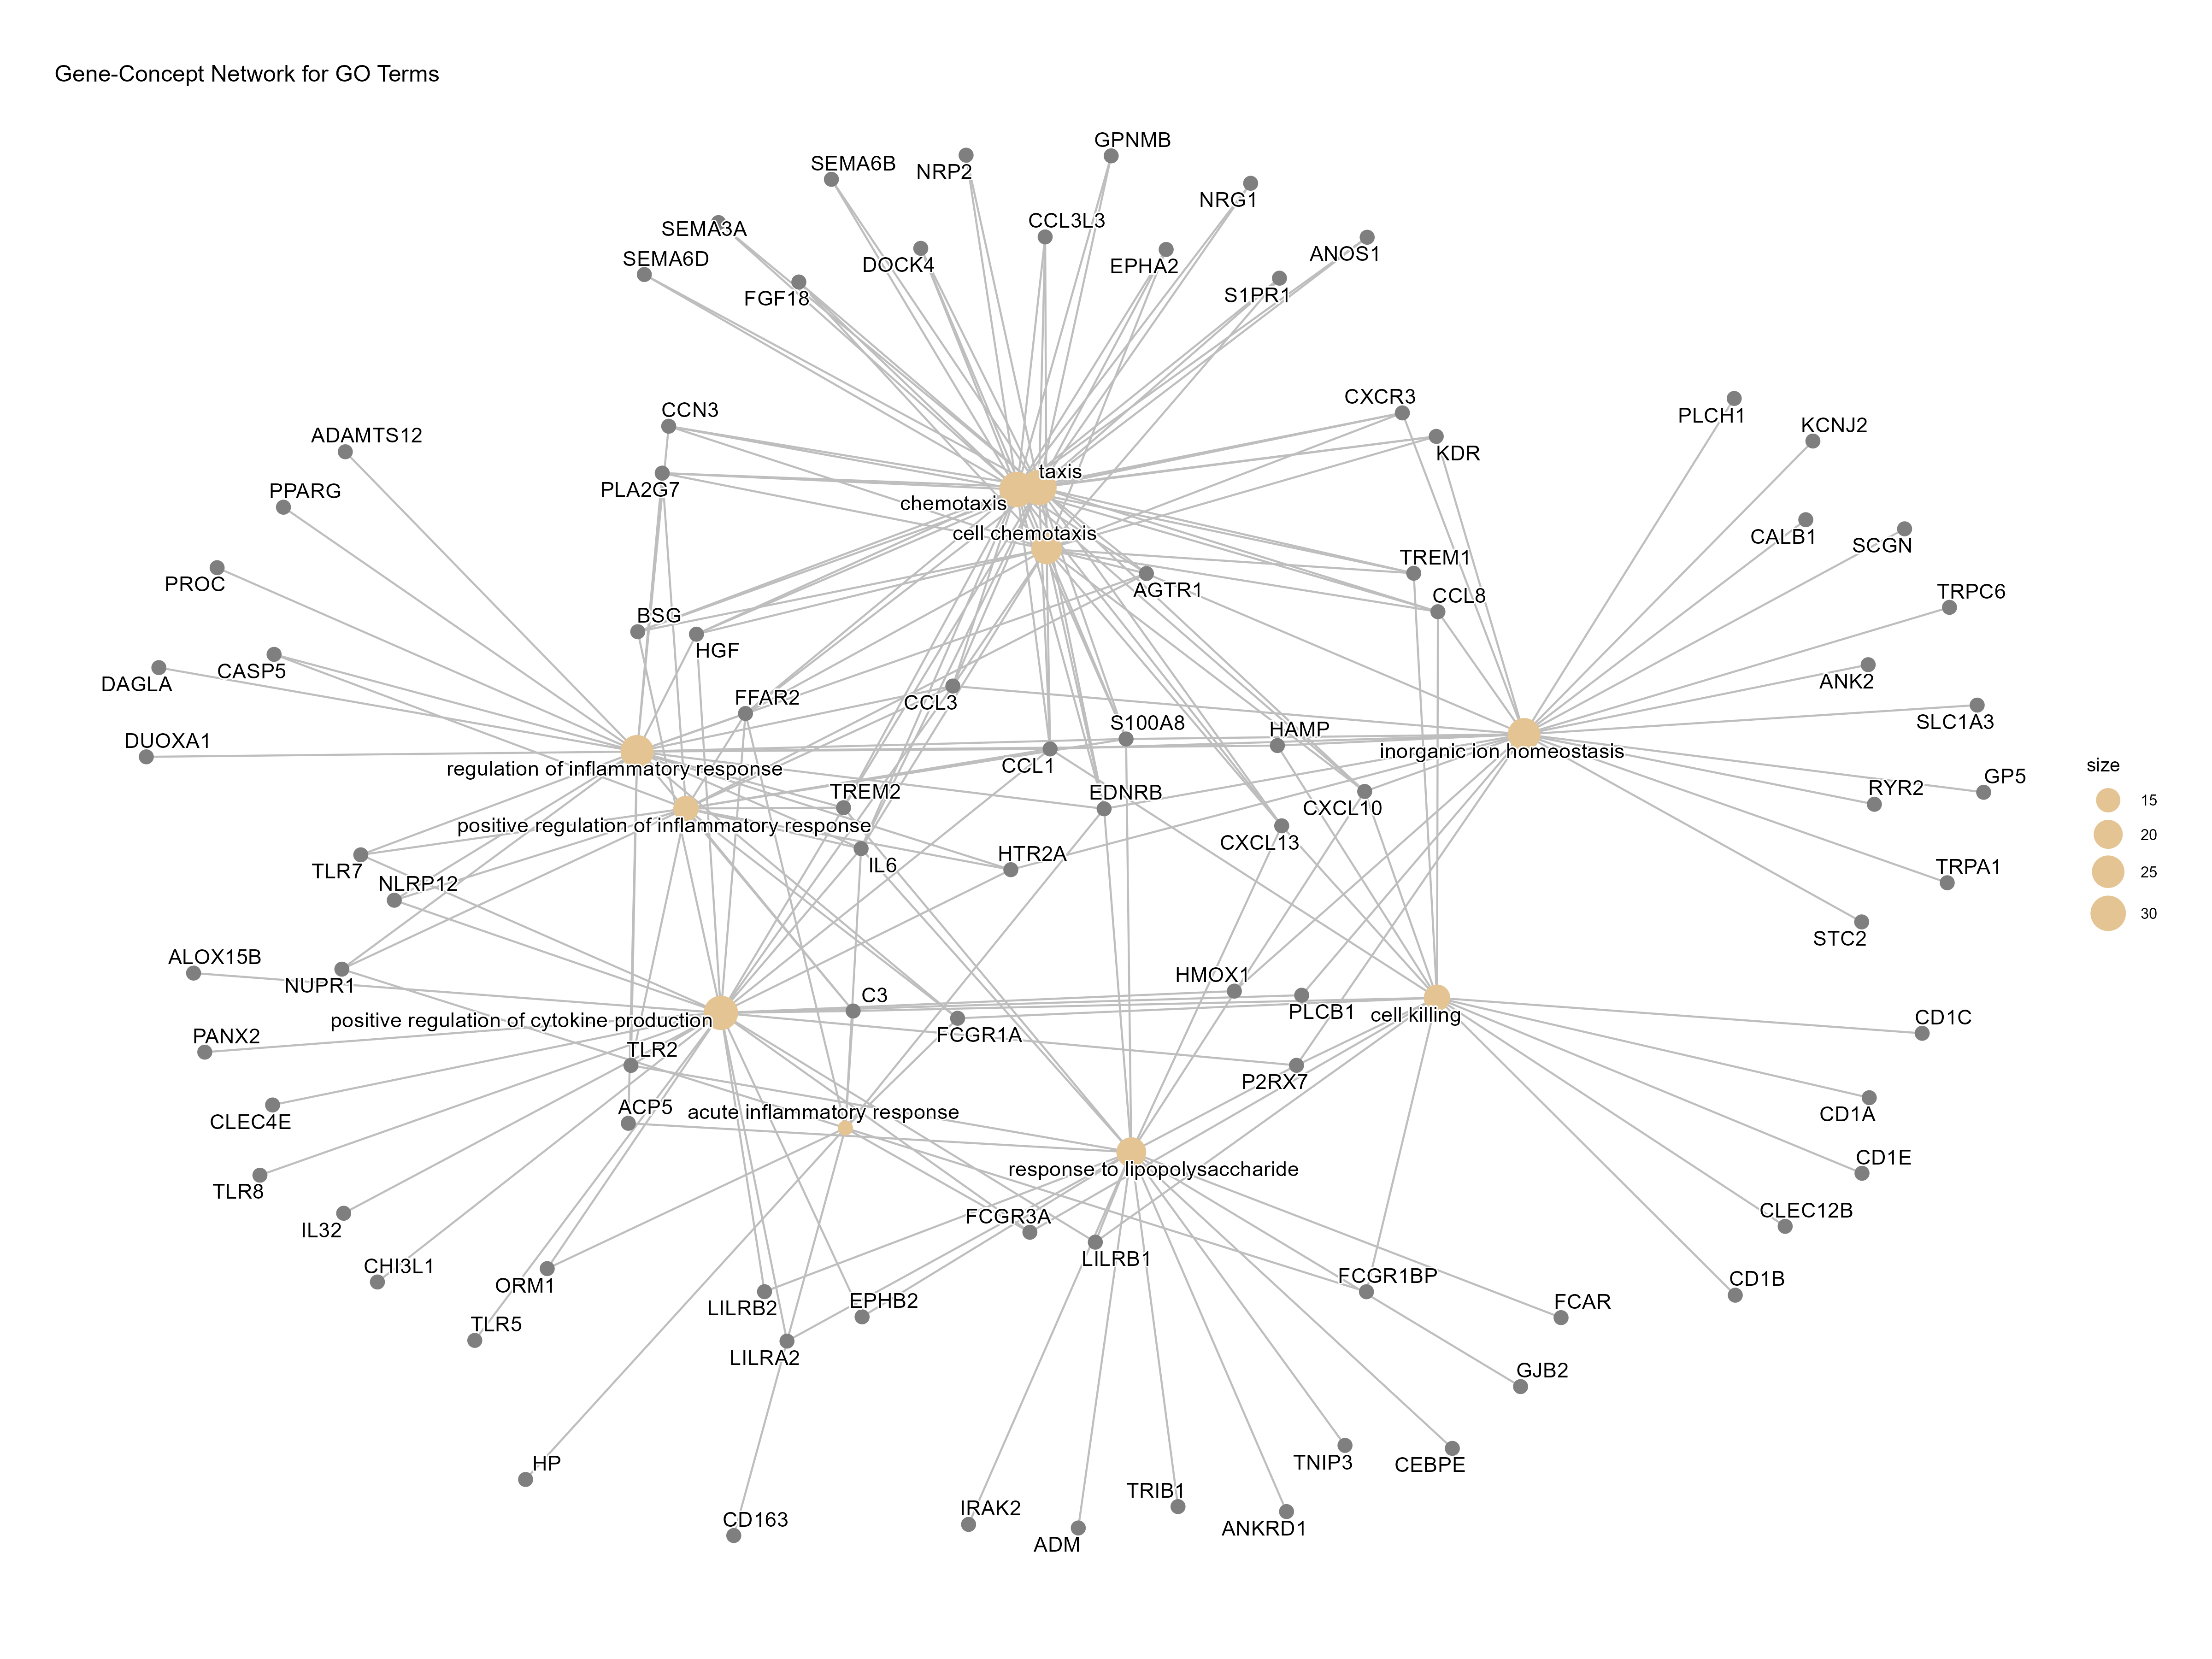 Gene-Concept Network for GO Terms
GPNMB
SEMA6B
NRP2
NRG1
CCL3L3
SEMA3A
ANOS1
SEMA6D
DOCK4
EPHA2
S1PR1
FGF18
CXCR3
CCN3
PLCH1
KCNJ2
ADAMTS12
KDR
taxis
PPARG
PLA2G7
chemotaxis
cell chemotaxis
CALB1
SCGN
TREM1
PROC
AGTR1
TRPC6
CCL8
BSG
HGF
CASP5
DAGLA
ANK2
FFAR2
CCL3
SLC1A3
S100A8
HAMP
DUOXA1
inorganic ion homeostasis
regulation of inflammatory response
CCL1
size
GP5
RYR2
TREM2
EDNRB
15
CXCL10
positive regulation of inflammatory response
20
CXCL13
HTR2A
IL6
TRPA1
TLR7
25
NLRP12
30
STC2
ALOX15B
HMOX1
NUPR1
C3
PLCB1
cell killing
CD1C
positive regulation of cytokine production
PANX2
FCGR1A
TLR2
P2RX7
ACP5
acute inflammatory response
CD1A
CLEC4E
CD1E
response to lipopolysaccharide
TLR8
CLEC12B
FCGR3A
IL32
LILRB1
CHI3L1
FCGR1BP
CD1B
ORM1
LILRB2
EPHB2
FCAR
TLR5
LILRA2
GJB2
HP
TNIP3
CEBPE
TRIB1
IRAK2
CD163
ANKRD1
ADM